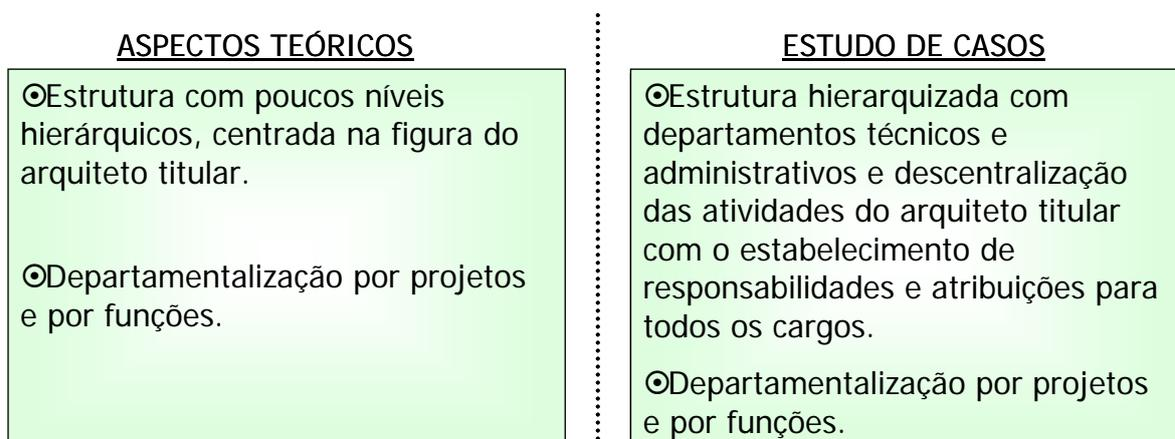 ASPECTOS TEÓRICOS
⊙Estrutura com poucos níveis
hierárquicos, centrada na figura do
arquiteto titular.
⊙Departamentalização por projetos
e por funções.
ESTUDO DE CASOS
⊙Estrutura hierarquizada com
departamentos técnicos e
administrativos e descentralização
das atividades do arquiteto titular
com o estabelecimento de
responsabilidades e atribuições para
todos os cargos.
⊙Departamentalização por projetos
e por funções.